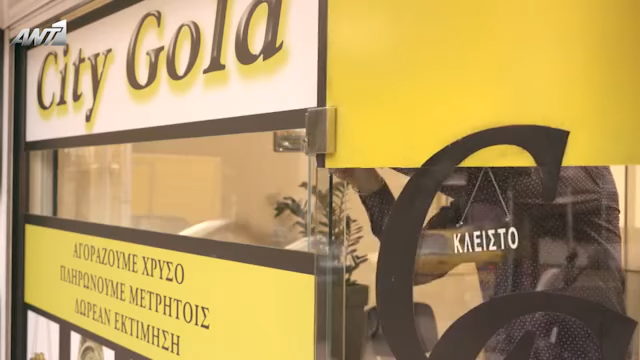 ANT1
City Gold
ΑΓΟΡΑΖΟΥΜΕ ΧΡΥΣΟ
ΠΛΗΡΩΝΟΥΜΕ ΜΕΤΡΗΤΟΙΣ
ΔΩΡΕΑΝ ΕΚΤΙΜΗΣΗ
ΚΛΕΙΣΤΟ